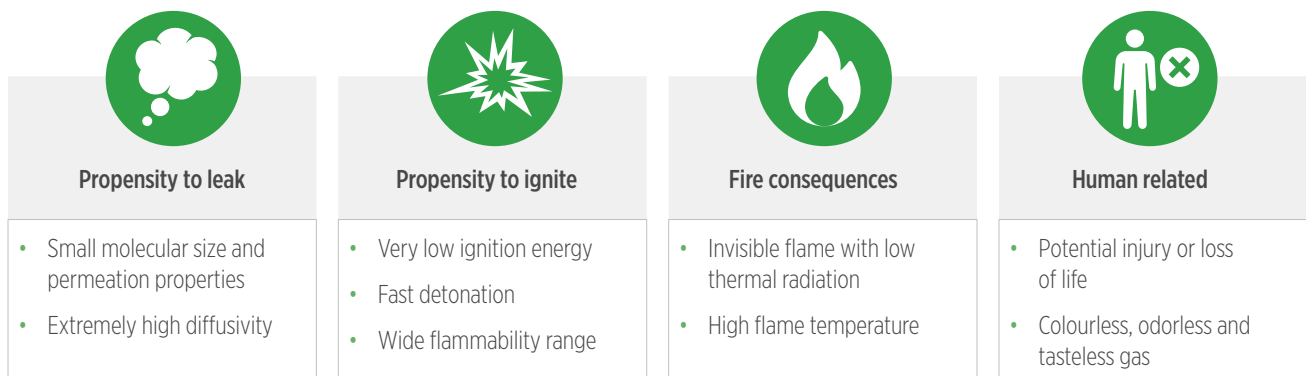 Propensity to leak
• Small molecular size and
permeation properties
• Extremely high diffusivity
Propensity to ignite
• Very low ignition energy
• Fast detonation
• Wide flammability range
Fire consequences
• Invisible flame with low
thermal radiation
• High flame temperature
Human related
• Potential injury or loss
of life
• Colourless, odorless and
tasteless gas